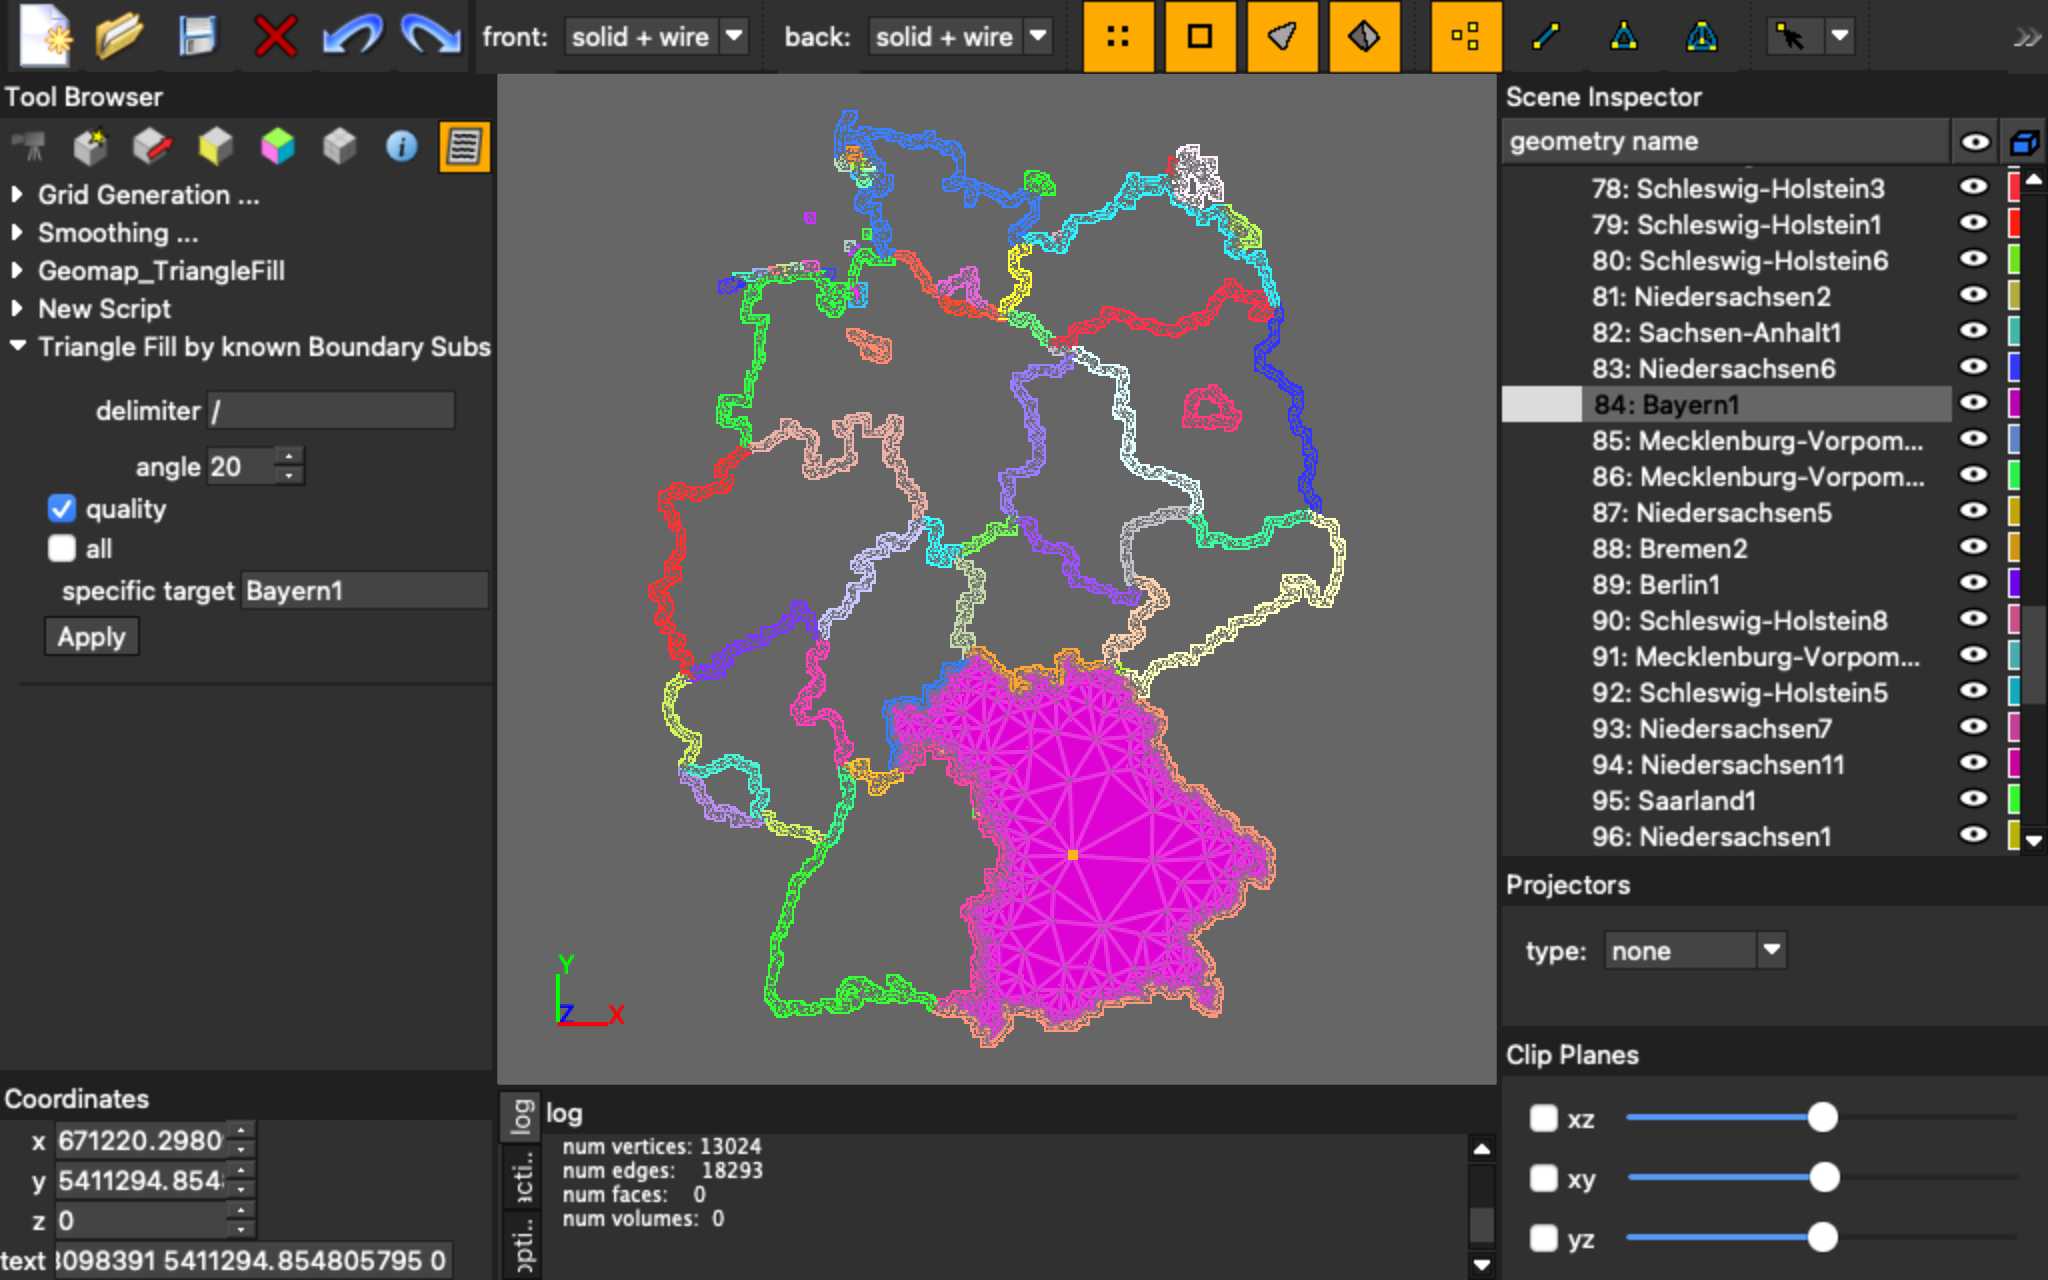 front: solid + wire back: solid + wire
Tool Browser
Grid Generation ...
Smoothing ...
Geomap_TriangleFill
New Script
Triangle Fill by known Boundary Subs
delimiter /
angle 20
quality
all
specific target Bayern1
Apply
Coordinates
x 671220.2980
y 5411294.854
z 0
text 3098391 5411294.854805795 0
Y
Z X
log
acti..
opti..
log
num vertices: 13024
num edges: 18293
num faces: 0
num volumes: 0
Scene Inspector
geometry name
78: Schleswig-Holstein3
79: Schleswig-Holstein1
80: Schleswig-Holstein6
81: Niedersachsen2
82: Sachsen-Anhalt1
83: Niedersachsen6
84: Bayern1
85: Mecklenburg-Vorpom...
86: Mecklenburg-Vorpom...
87: Niedersachsen5
88: Bremen2
89: Berlin1
90: Schleswig-Holstein8
91: Mecklenburg-Vorpom...
92: Schleswig-Holstein5
93: Niedersachsen7
94: Niedersachsen11
95: Saarland1
96: Niedersachsen1
Projectors
type: none
Clip Planes
xz
xy
yz